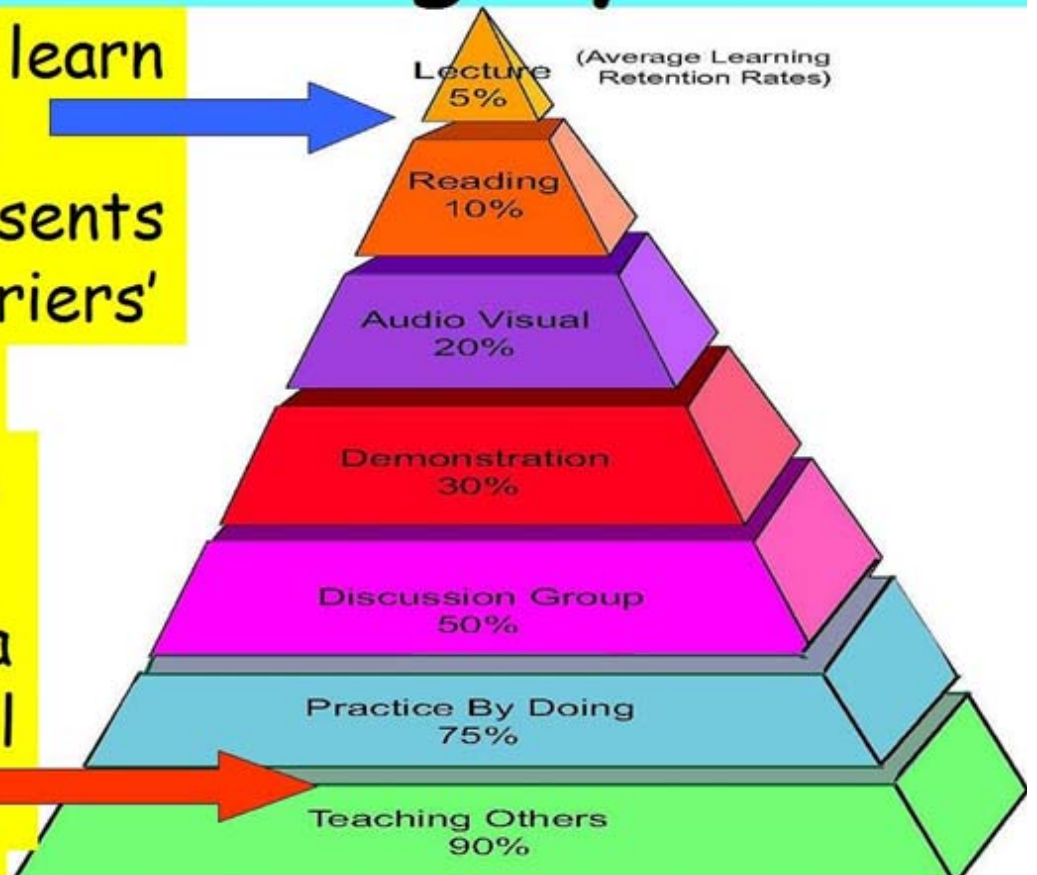 learn
sents
riers’
a
l
Lecture
5%
(Average Learning
Retention Rates)
Reading
10%
Audio Visual
20%
Demonstration
30%
Discussion Group
50%
Practice By Doing
75%
Teaching Others
90%